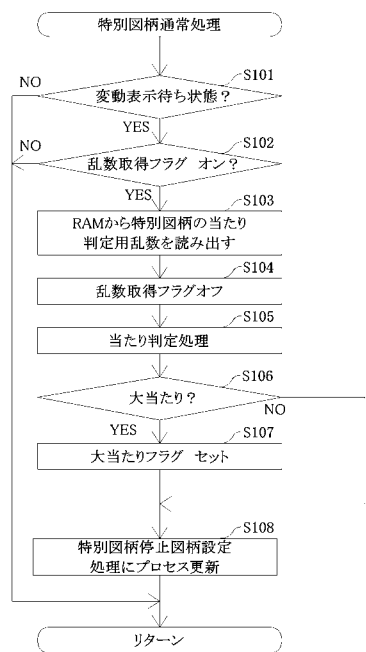 特別図柄通常処理
S101
NO
変動表示待ち状態？
YES
S102
NO
乱数取得フラグ オン？
YES
S103
RAMから特別図柄の当たり
判定用乱数を読み出す
S104
乱数取得フラグオフ
S105
当たり判定処理
S106
大当たり？
NO
YES
S107
大当たりフラグ セット
S108
特別図柄停止図柄設定
処理にプロセス更新
リターン